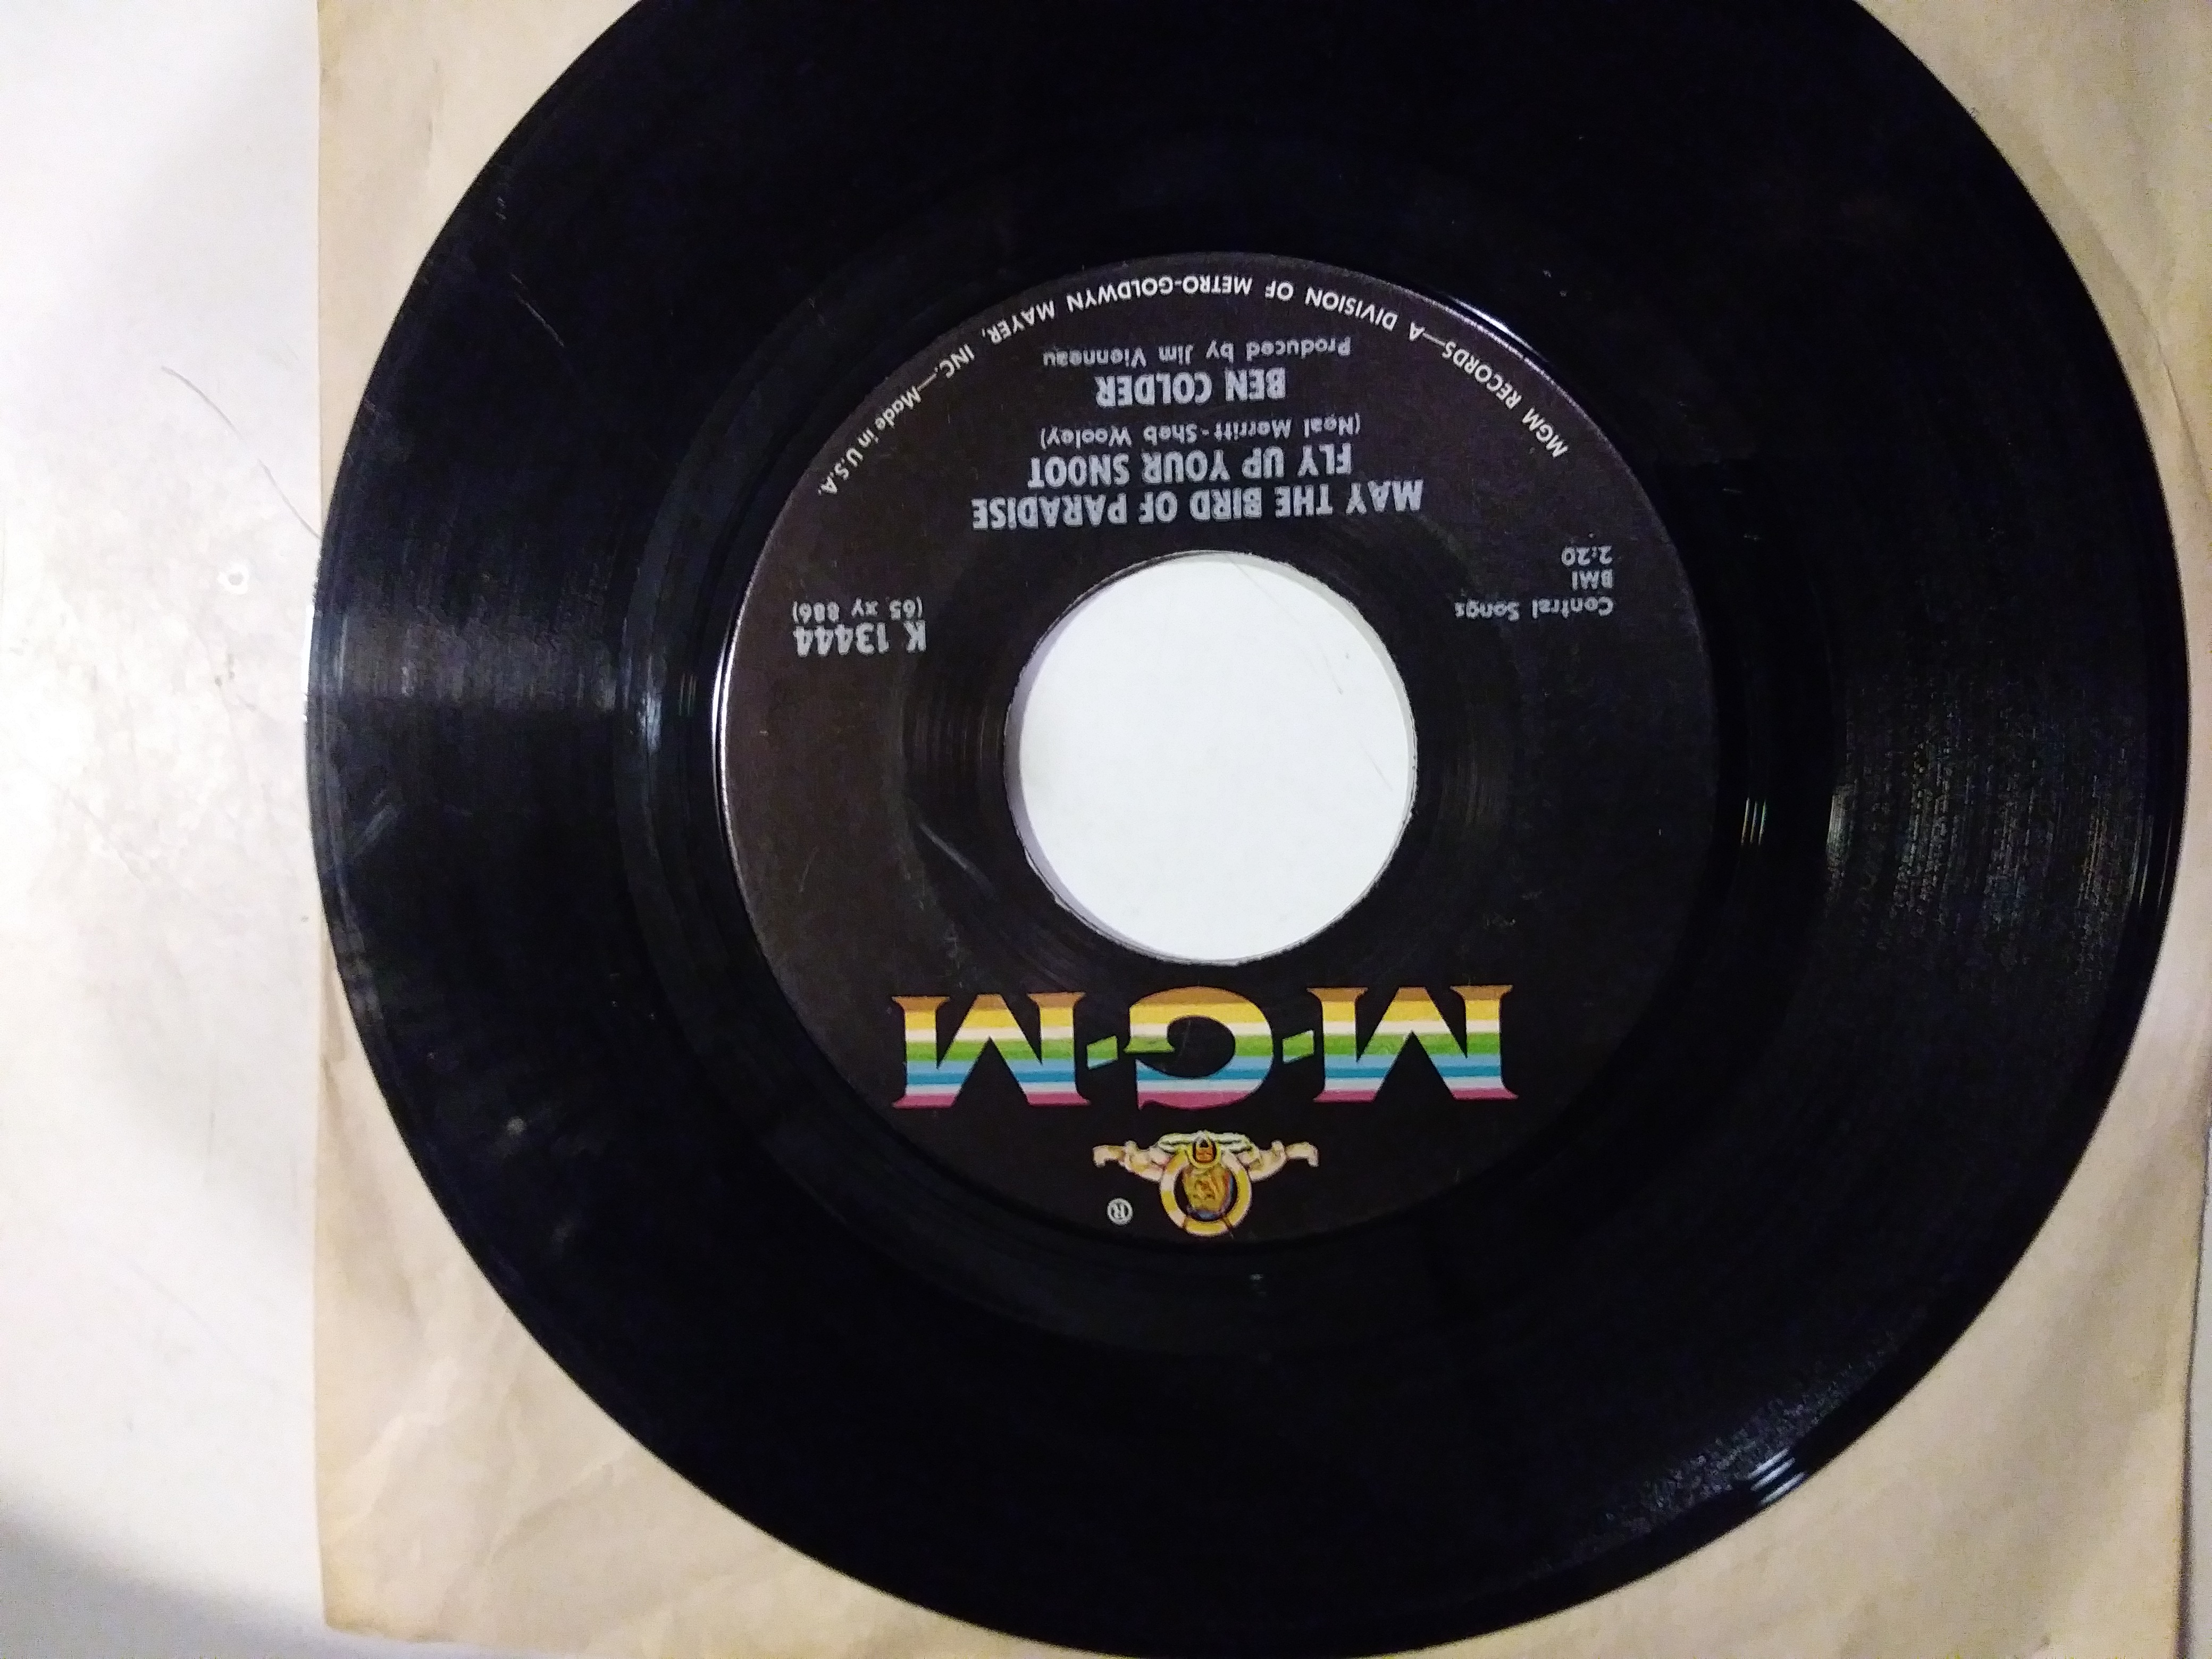 ®
M-G-M
Central Songs
BMI
2:20
K 13444
(65 xy 886)
MAY THE BIRD OF PARADISE
FLY UP YOUR SNOOT
(Neal Merritt-Sheb Wooley)
BEN COLDER
Produced by Jim Vienneau
MGM RECORDS—A DIVISION OF METRO-GOLDWYN MAYER, INC.—Made in U.S.A.